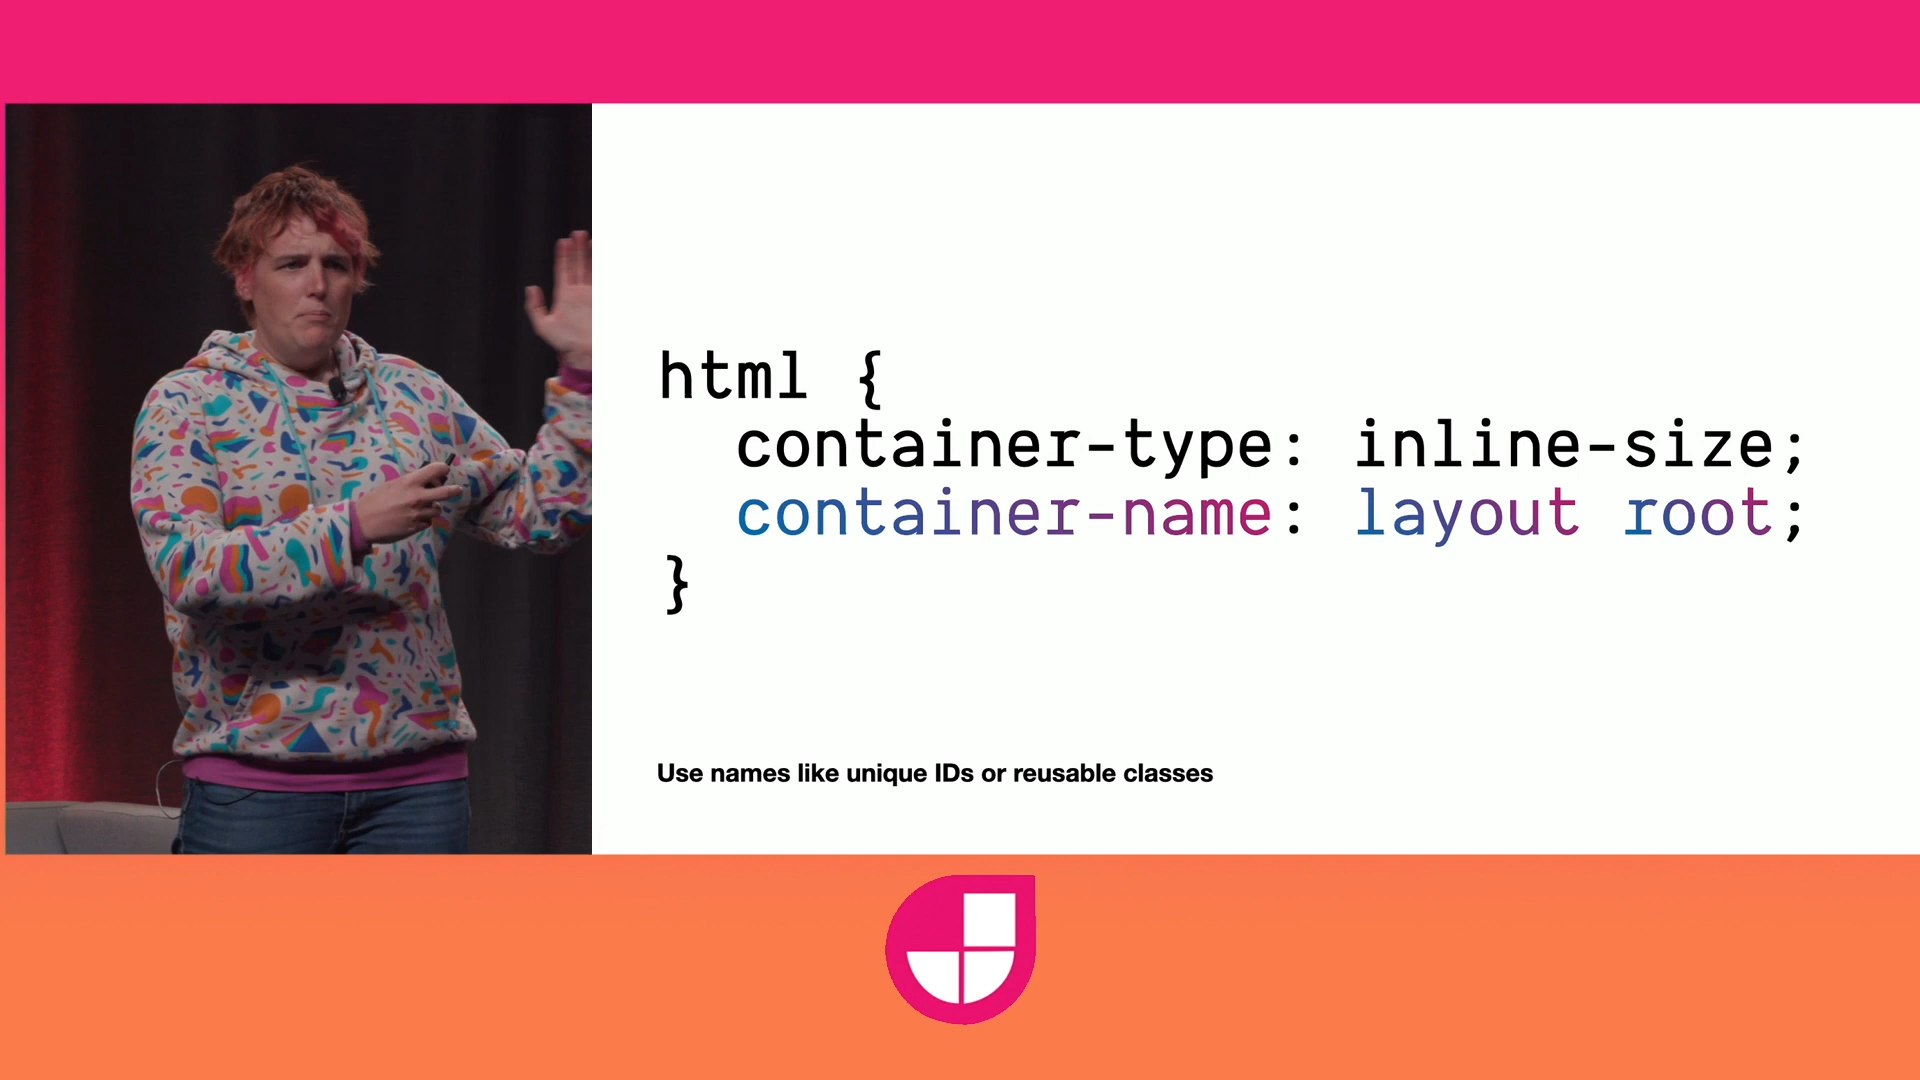 html {
container-type: inline-size;
container-name: layout root;
}
Use names like unique IDs or reusable classes